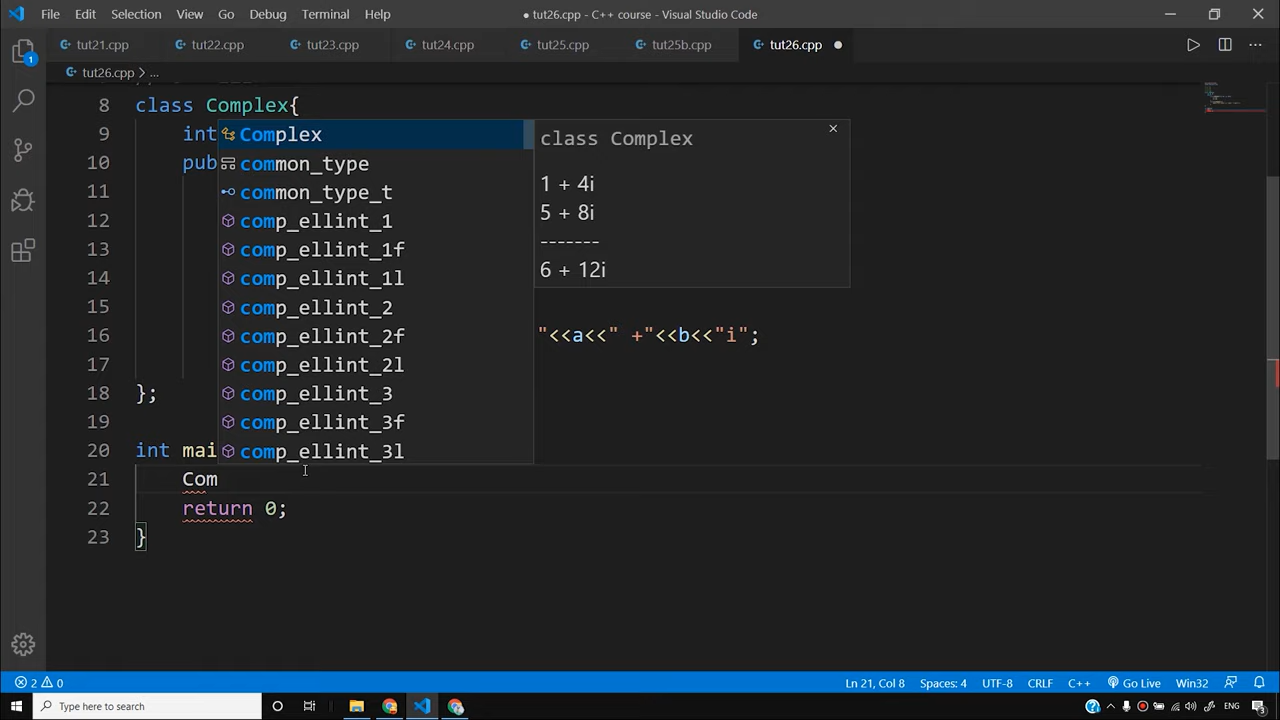 File Edit Selection View Go Debug Terminal Help
● tut26.cpp - C++ course - Visual Studio Code
tut21.cpp tut22.cpp tut23.cpp tut24.cpp tut25.cpp tut25b.cpp tut26.cpp ●
tut26.cpp > ...
8 class Complex{
9 int
10 pub
11
12
13
14
15
16 "<<a<<" +"<<b<<"i";
17
18 };
19
20 int mai
21 Com
22 return 0;
23 }
Complex
common_type
common_type_t
comp_ellint_1
comp_ellint_1f
comp_ellint_1l
comp_ellint_2
comp_ellint_2f
comp_ellint_2l
comp_ellint_3
comp_ellint_3f
comp_ellint_3l
class Complex
1 + 4i
5 + 8i
-------
6 + 12i
1
2 0 Ln 21, Col 8 Spaces: 4 UTF-8 CRLF C++ Go Live Win32
Type here to search
ENG 3